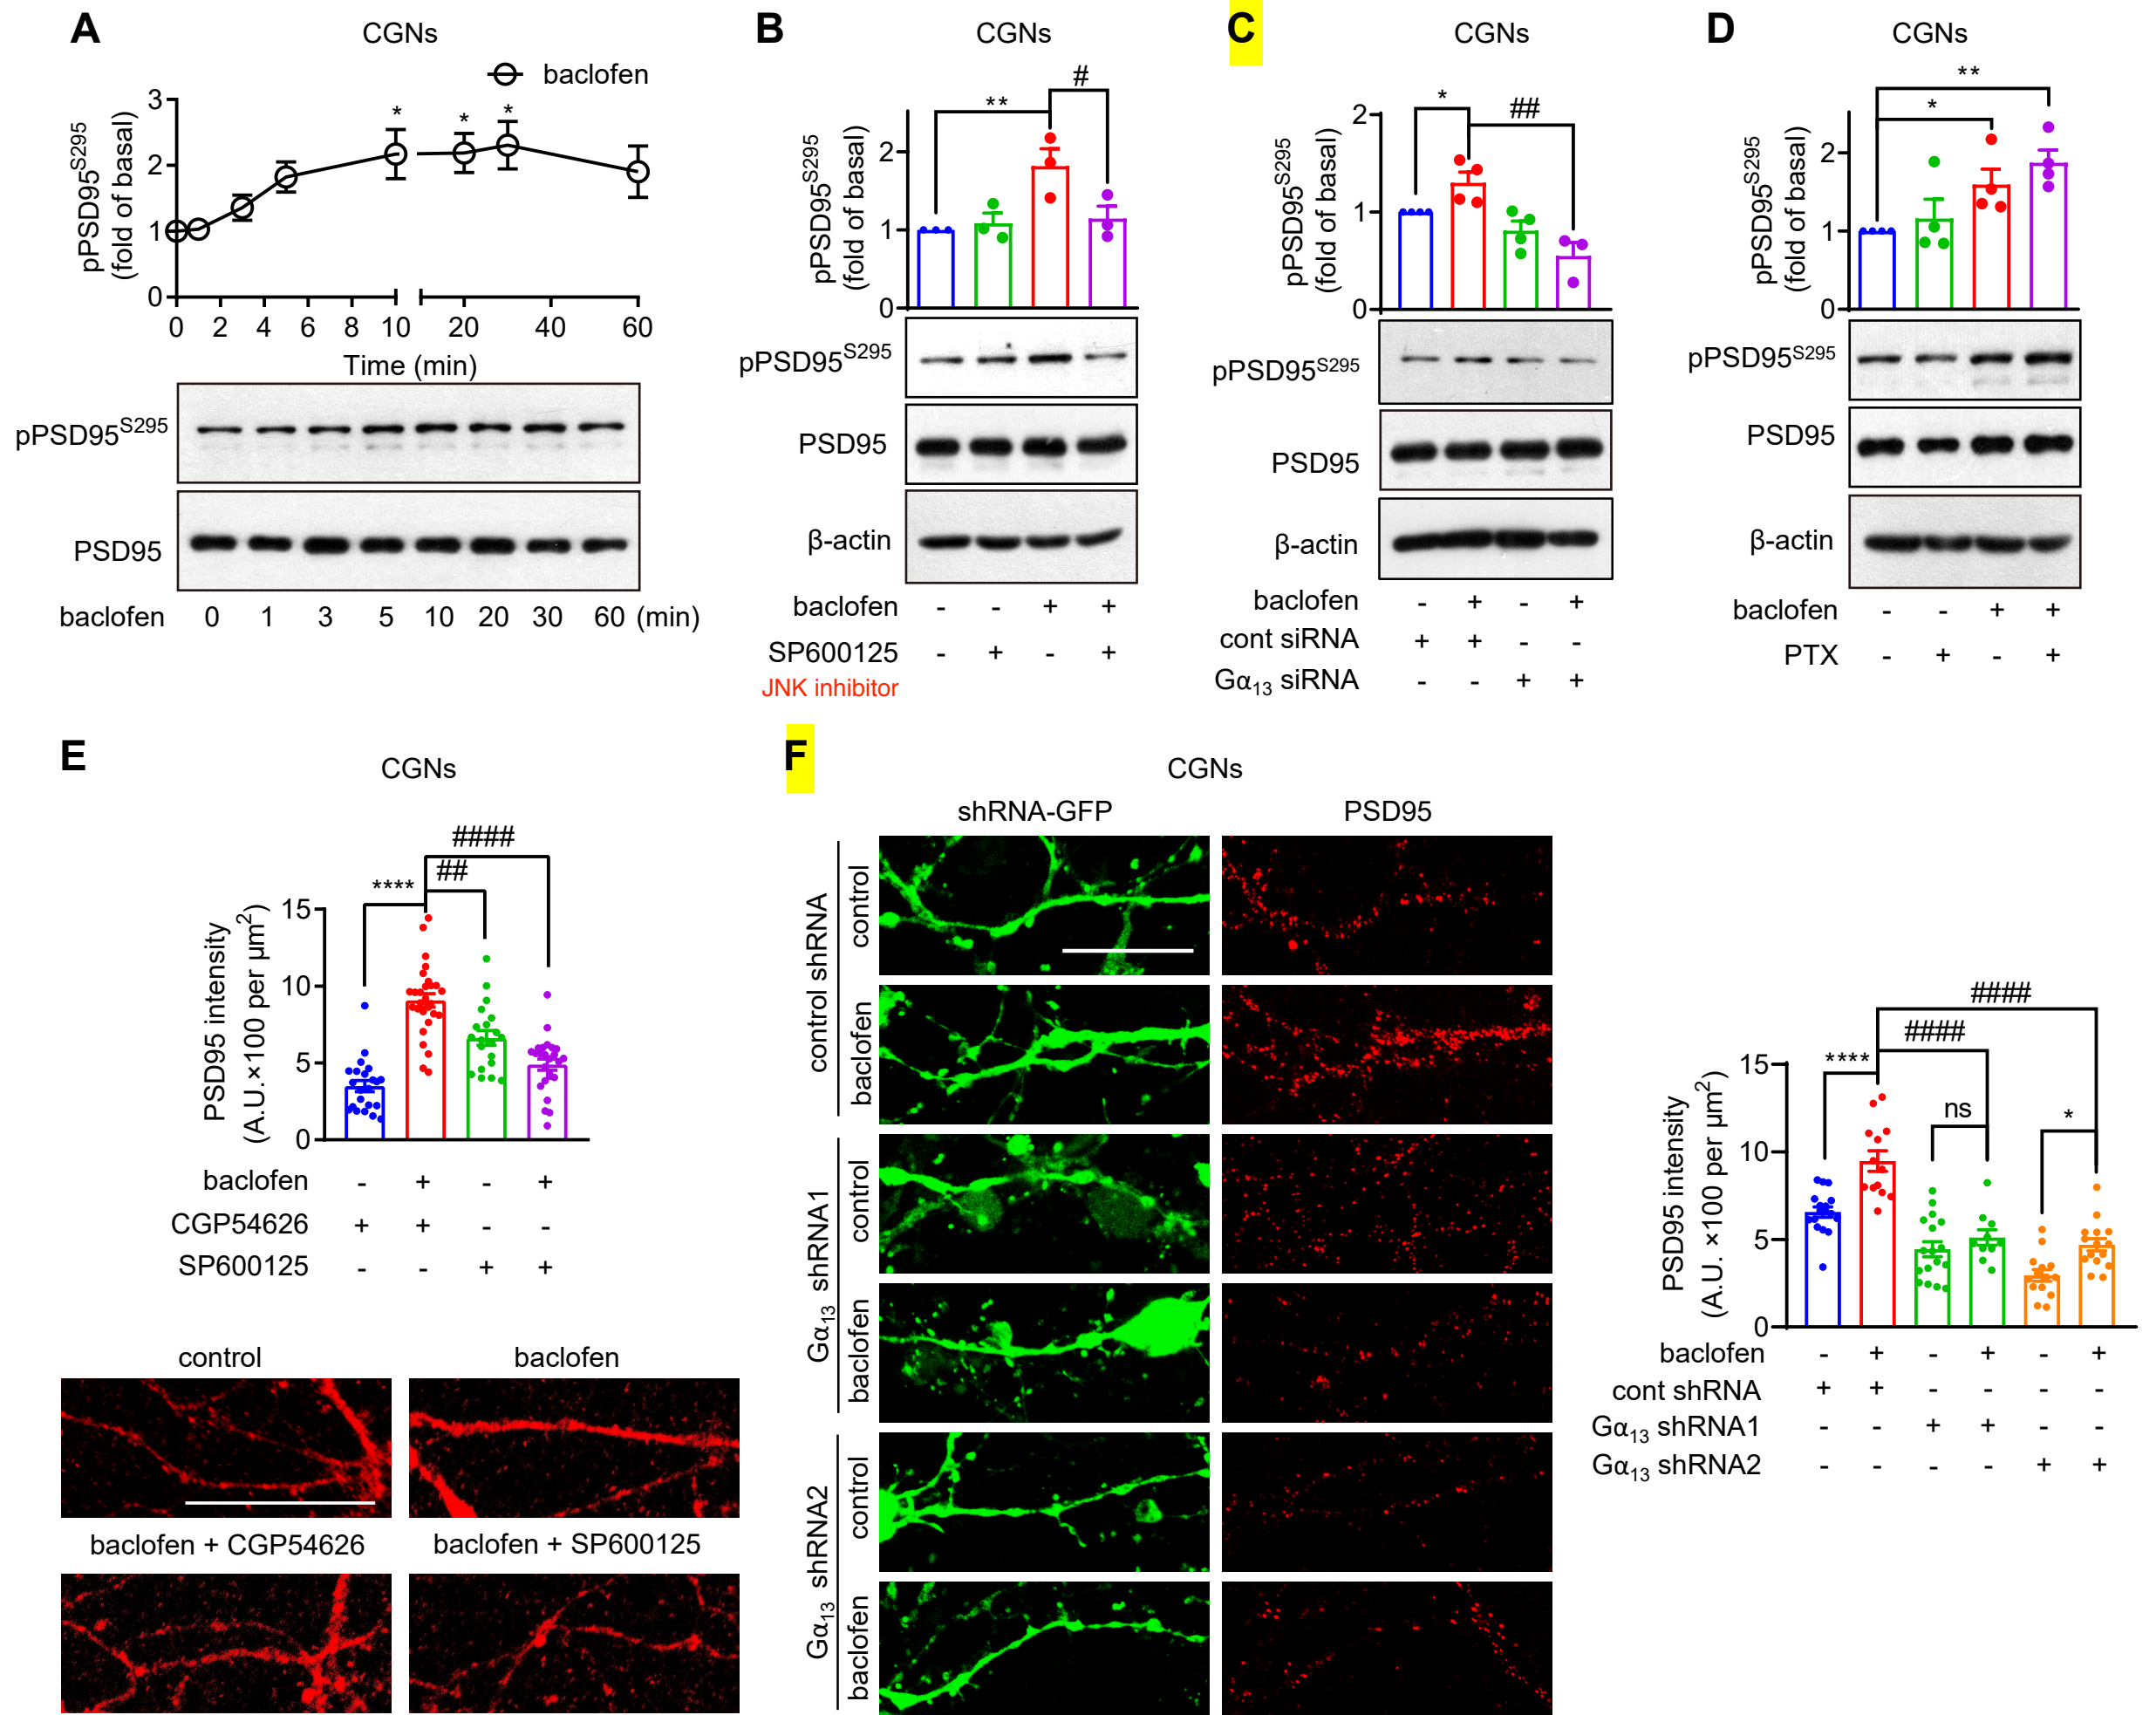 A
CGNs
baclofen
pPSD95S295
(fold of basal)
3
2
1
0
* * *
0 2 4 6 8 10 20 40 60
Time (min)
pPSD95S295
PSD95
baclofen 0 1 3 5 10 20 30 60 (min)
B
CGNs
pPSD95S295
(fold of basal)
2
1
0
**
#
pPSD95S295
PSD95
β-actin
baclofen - - + +
SP600125 - + - +
JNK inhibitor
C
CGNs
pPSD95S295
(fold of basal)
2
1
0
*
##
pPSD95S295
PSD95
β-actin
baclofen - + - +
cont siRNA + + - -
Gα13 siRNA - - + +
D
CGNs
pPSD95S295
(fold of basal)
2
1
0
**
*
pPSD95S295
PSD95
β-actin
baclofen - - + +
PTX - + - +
E
CGNs
PSD95 intensity
(A.U.×100 per μm2)
15
10
5
0
####
##
****
baclofen - + - +
CGP54626 + + - -
SP600125 - - + +
control
baclofen
baclofen + CGP54626
baclofen + SP600125
F
CGNs
shRNA-GFP PSD95
control shRNA
control
baclofen
Gα13 shRNA1
control
baclofen
Gα13 shRNA2
control
baclofen
PSD95 intensity
(A.U. ×100 per μm2)
15
10
5
0
####
####
****
ns
*
baclofen - + - + - +
cont shRNA + + - - - -
Gα13 shRNA1 - - + + - -
Gα13 shRNA2 - - - - + +